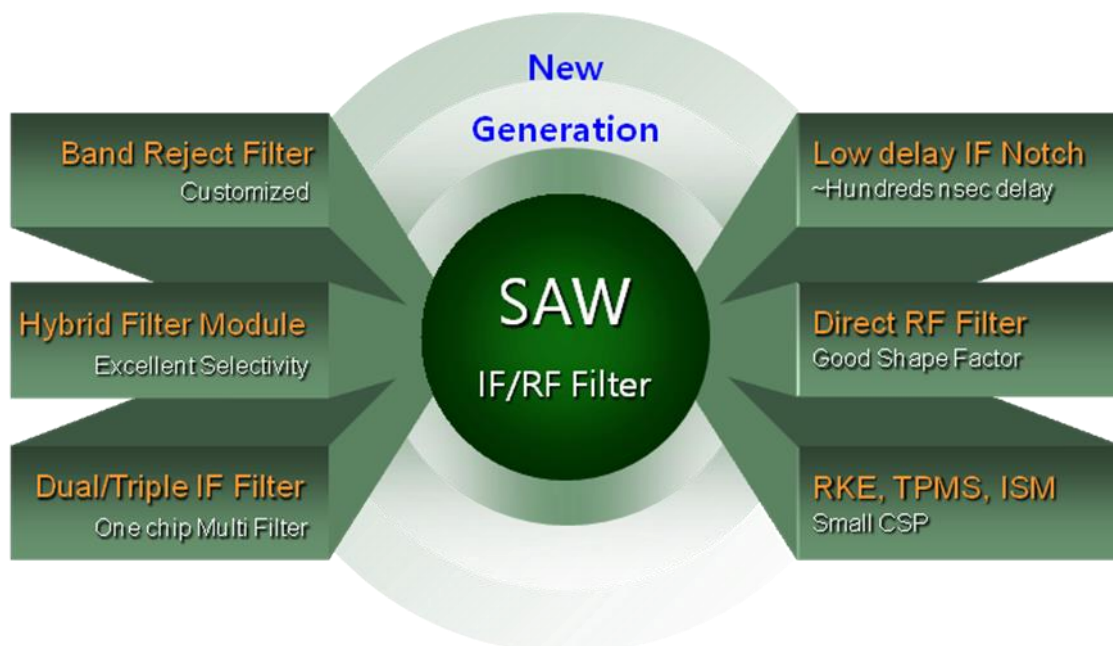 New
Generation
Band Reject Filter
Customized
Hybrid Filter Module
Excellent Selectivity
Dual/Triple IF Filter
One chip Multi Filter
SAW
IF/RF Filter
Low delay IF Notch
~Hundreds nsec delay
Direct RF Filter
Good Shape Factor
RKE, TPMS, ISM
Small CSP